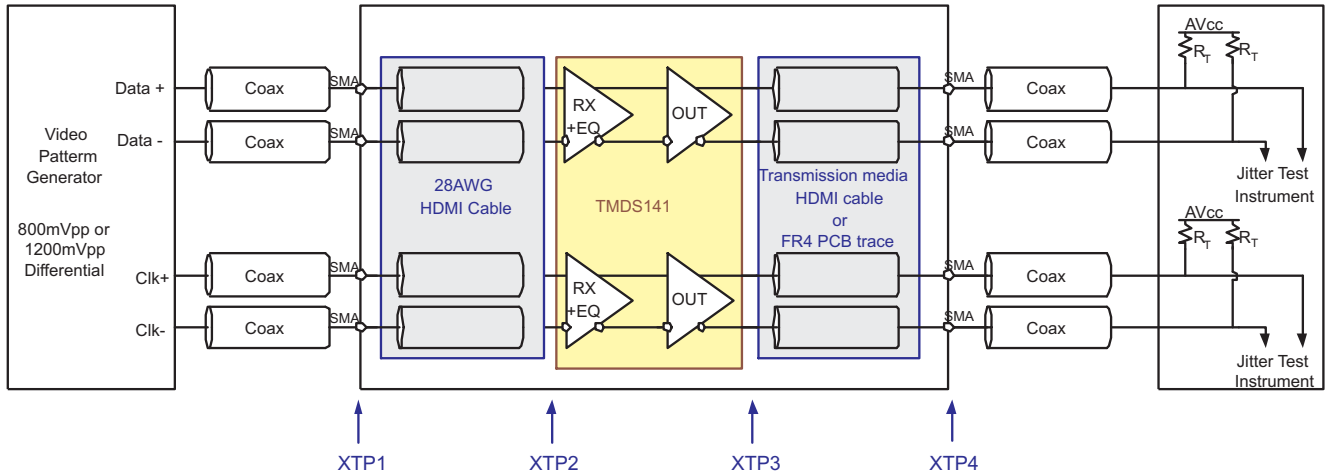 Video
Patterm
Generator
800mVpp or
1200mVpp
Differential
Data +
Data -
Clk+
Clk-
Coax
Coax
Coax
Coax
SMA
SMA
SMA
SMA
28AWG
HDMI Cable
RX
+EQ
OUT
TMDS141
RX
+EQ
OUT
Transmission media
HDMI cable
or
FR4 PCB trace
SMA
SMA
SMA
SMA
Coax
Coax
Coax
Coax
AVcc
RT
RT
Jitter Test
Instrument
AVcc
RT
RT
Jitter Test
Instrument
XTP1
XTP2
XTP3
XTP4